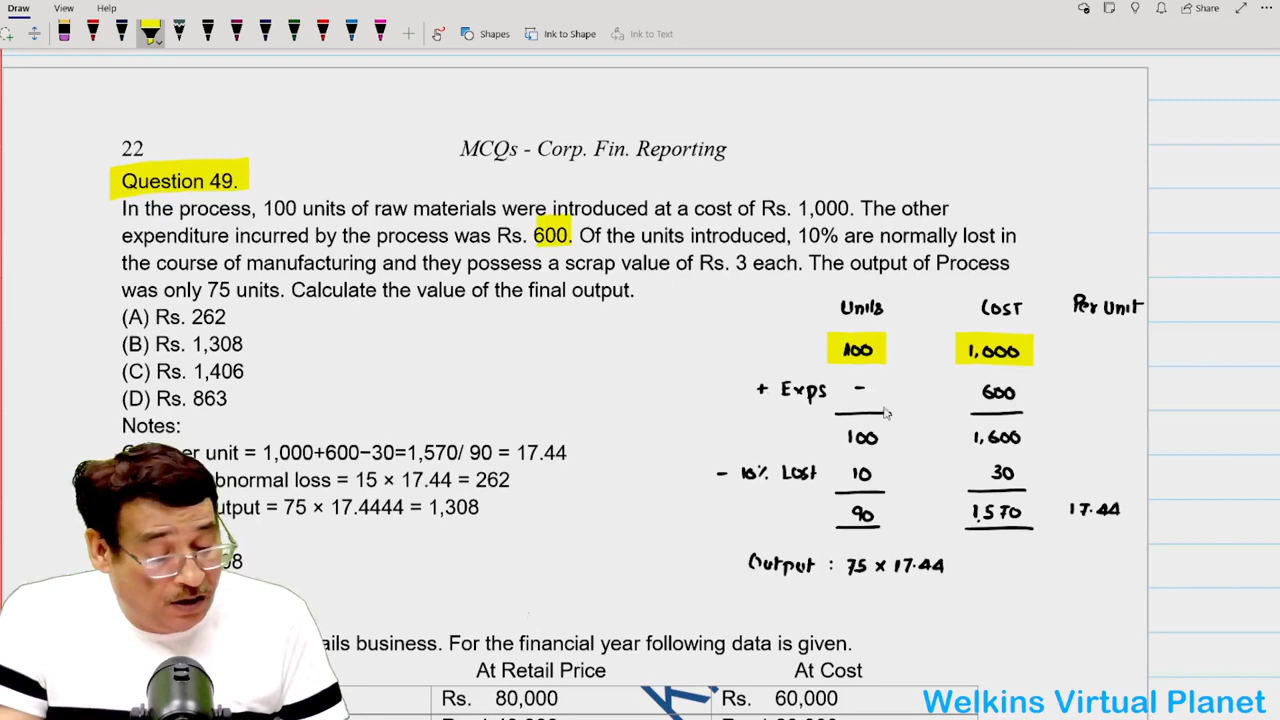 Draw View Help
Shapes Ink to Shape Ink to Text Share
22 MCQs - Corp. Fin. Reporting
Question 49.
In the process, 100 units of raw materials were introduced at a cost of Rs. 1,000. The other
expenditure incurred by the process was Rs. 600. Of the units introduced, 10% are normally lost in
the course of manufacturing and they possess a scrap value of Rs. 3 each. The output of Process
was only 75 units. Calculate the value of the final output.
(A) Rs. 262
(B) Rs. 1,308
(C) Rs. 1,406
(D) Rs. 863
Notes:
er unit = 1,000+600−30=1,570/ 90 = 17.44
bnormal loss = 15 × 17.44 = 262
utput = 75 × 17.4444 = 1,308
08
Units Cost Per Unit
100 1,000
+ Exps - 600
100 1,600
- 10% Lost 10 30
90 1,570 17.44
Output : 75 × 17.44
ails business. For the financial year following data is given.
At Retail Price At Cost
Rs. 80,000 Rs. 60,000
Welkins Virtual Planet